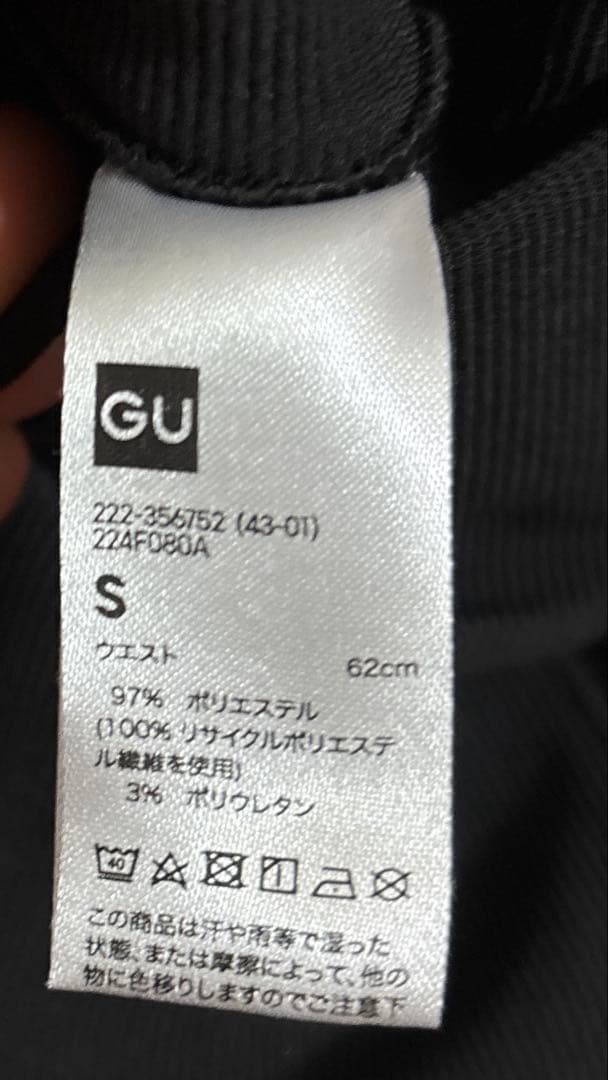 GU
222-356752 (43-01)
224F080A
S
ウエスト 62cm
97% ポリエステル
(100% リサイクルポリエステ
ル繊維を使用)
3% ポリウレタン
40
この商品は汗や雨等で湿った
状態、または摩擦によって、他の
物に色移りしますのでご注意下